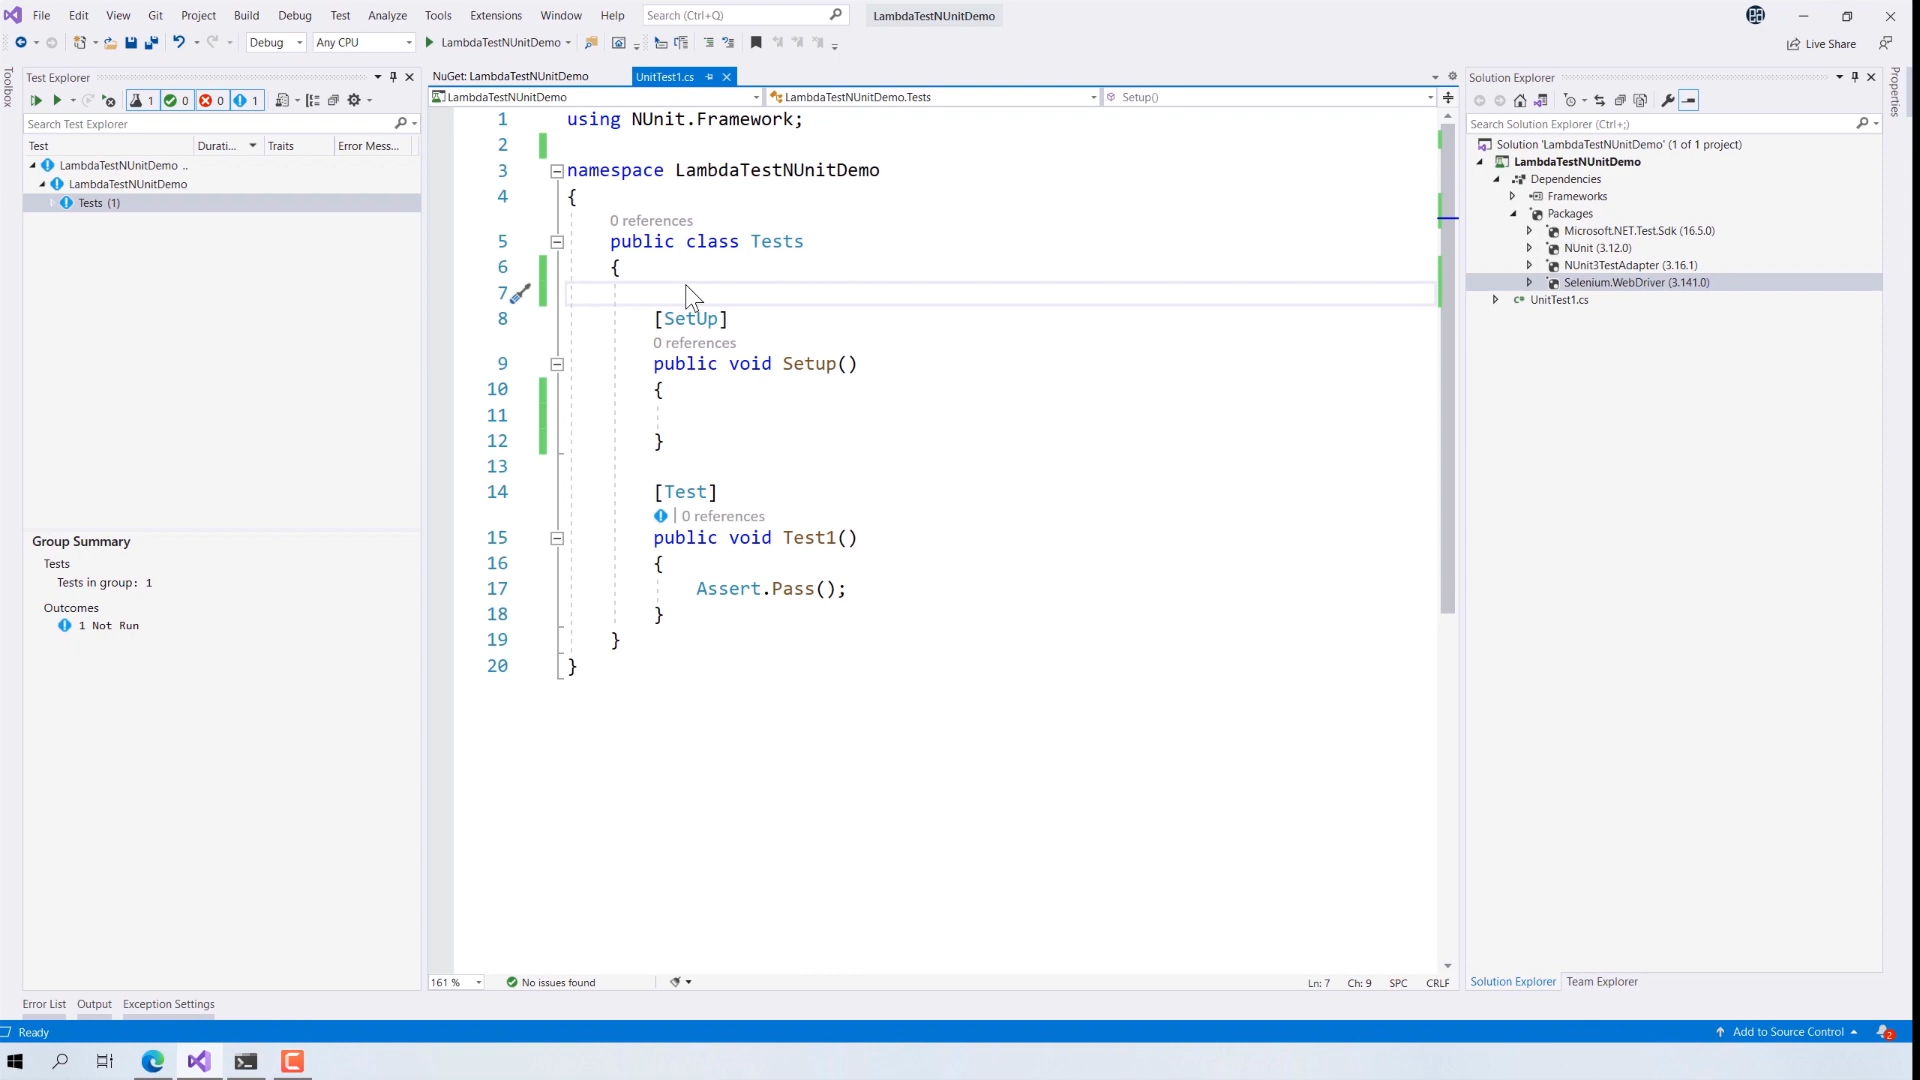 File Edit View Git Project Build Debug Test Analyze Tools Extensions Window Help Search (Ctrl+Q) LambdaTestNUnitDemo
Debug Any CPU LambdaTestNUnitDemo Live Share
Toolbox
Test Explorer
1 0 0 1
Search Test Explorer
Test Durati... Traits Error Mess...
LambdaTestNUnitDemo ..
LambdaTestNUnitDemo
Tests (1)
Group Summary
Tests
Tests in group: 1
Outcomes
1 Not Run
NuGet: LambdaTestNUnitDemo UnitTest1.cs
LambdaTestNUnitDemo LambdaTestNUnitDemo.Tests Setup()
1 using NUnit.Framework;
2
3 namespace LambdaTestNUnitDemo
4 {
0 references
5 public class Tests
6 {
7
8 [SetUp]
0 references
9 public void Setup()
10 {
11
12 }
13
14 [Test]
0 references
15 public void Test1()
16 {
17 Assert.Pass();
18 }
19 }
20 }
161 % No issues found Ln: 7 Ch: 9 SPC CRLF
Solution Explorer
Search Solution Explorer (Ctrl+;)
Solution 'LambdaTestNUnitDemo' (1 of 1 project)
LambdaTestNUnitDemo
Dependencies
Frameworks
Packages
Microsoft.NET.Test.Sdk (16.5.0)
NUnit (3.12.0)
NUnit3TestAdapter (3.16.1)
Selenium.WebDriver (3.141.0)
UnitTest1.cs
Solution Explorer Team Explorer
Properties
Error List Output Exception Settings
Ready Add to Source Control 2